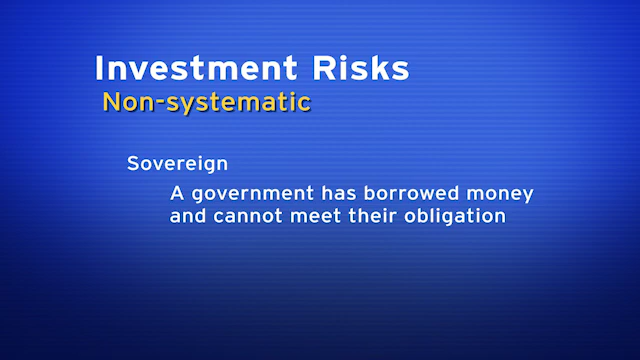 Investment Risks
Non-systematic
Sovereign
A government has borrowed money
and cannot meet their obligation